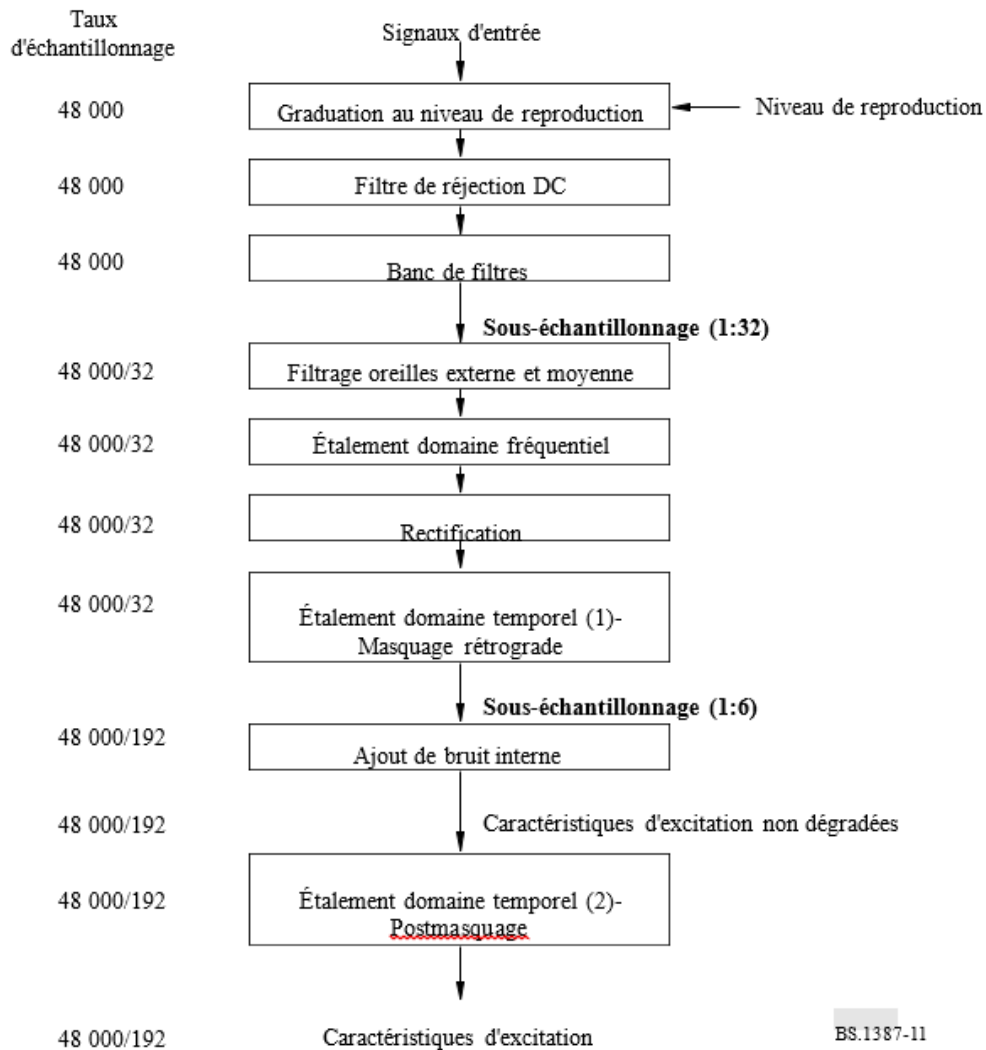 Taux
d'échantillonnage
Signaux d'entrée
48 000
Graduation au niveau de reproduction
Niveau de reproduction
48 000
Filtre de réjection DC
48 000
Banc de filtres
Sous-échantillonnage (1:32)
48 000/32
Filtrage oreilles externe et moyenne
48 000/32
Étalement domaine fréquentiel
48 000/32
Rectification
48 000/32
Étalement domaine temporel (1)-
Masquage rétrograde
Sous-échantillonnage (1:6)
48 000/192
Ajout de bruit interne
48 000/192
Caractéristiques d'excitation non dégradées
48 000/192
Étalement domaine temporel (2)-
Postmasquage
48 000/192
Caractéristiques d'excitation
BS.1387-11